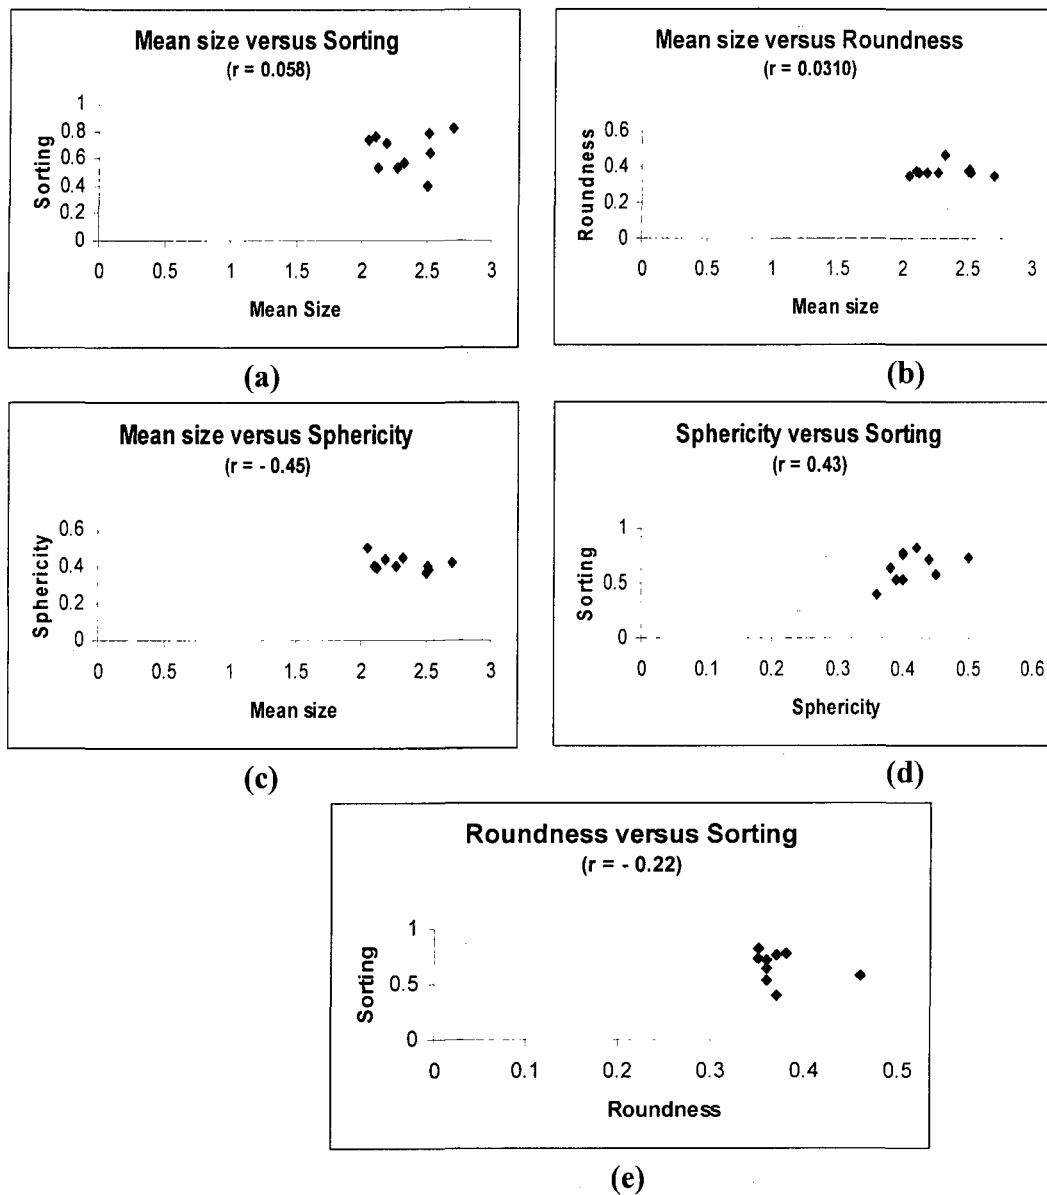 Mean size versus Sorting
(r = 0.058)
Sorting
1
0.8
0.6
0.4
0.2
0
0 0.5 1 1.5 2 2.5 3
Mean Size
(a)
Mean size versus Roundness
(r = 0.0310)
Roundness
0.6
0.4
0.2
0
0 0.5 1 1.5 2 2.5 3
Mean size
(b)
Mean size versus Sphericity
(r = - 0.45)
Sphericity
0.6
0.4
0.2
0
0 0.5 1 1.5 2 2.5 3
Mean size
(c)
Sphericity versus Sorting
(r = 0.43)
Sorting
1
0.5
0
0 0.1 0.2 0.3 0.4 0.5 0.6
Sphericity
(d)
Roundness versus Sorting
(r = - 0.22)
Sorting
1
0.5
0
0 0.1 0.2 0.3 0.4 0.5
Roundness
(e)